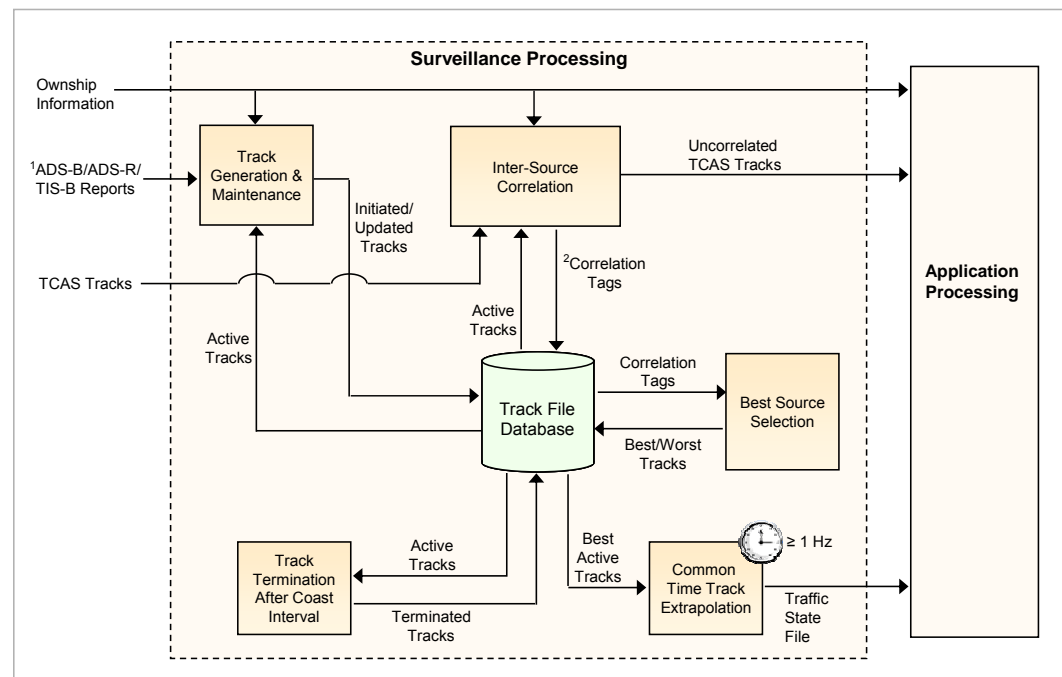 Surveillance Processing
Ownship
Information
¹ADS-B/ADS-R/
TIS-B Reports
Track
Generation &
Maintenance
Inter-Source
Correlation
Uncorrelated
TCAS Tracks
Initiated/
Updated
Tracks
TCAS Tracks
²Correlation
Tags
Application
Processing
Active
Tracks
Active
Tracks
Track File
Database
Correlation
Tags
Best Source
Selection
Best/Worst
Tracks
Track
Termination
After Coast
Interval
Active
Tracks
Terminated
Tracks
Best
Active
Tracks
≥ 1 Hz
Common
Time Track
Extrapolation
Traffic
State
File